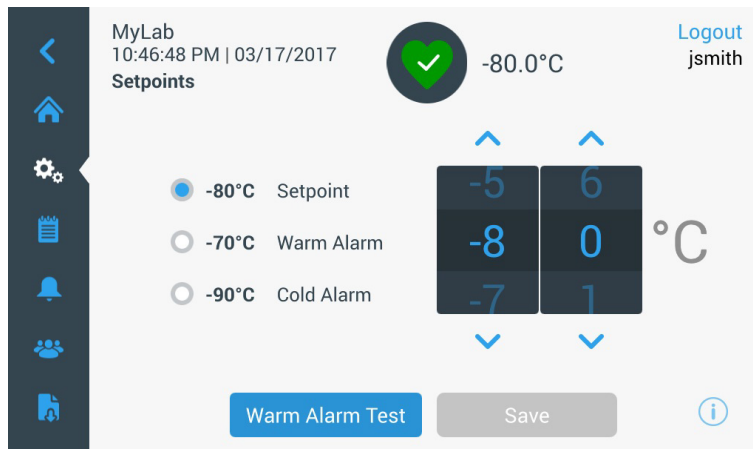 MyLab
10:46:48 PM | 03/17/2017
Setpoints
-80.0°C
Logout
jsmith
-80°C Setpoint
-70°C Warm Alarm
-90°C Cold Alarm
-5 6
-8 0 °C
-7 1
Warm Alarm Test
Save
i